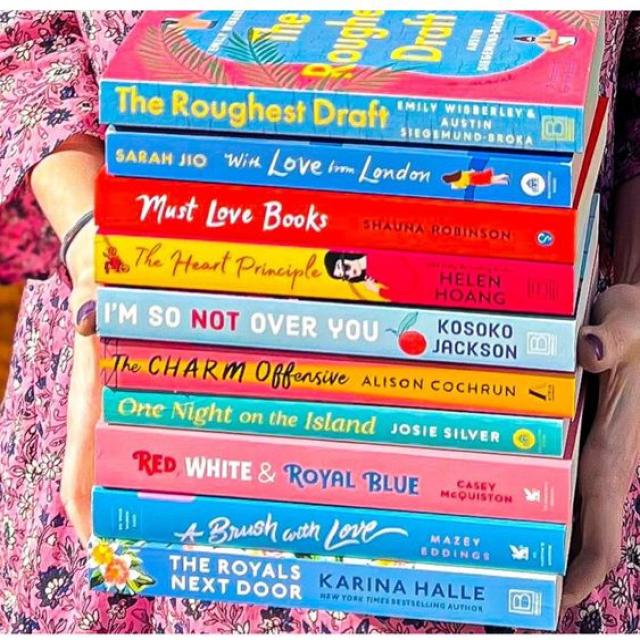 The
Roughest
Draft
The Roughest Draft
EMILY WIBBERLEY &
AUSTIN
SIEGEMUND-BROKA
SARAH JIO With LOVE from London
Must Love Books SHAUNA ROBINSON
The Heart Principle
HELEN
HOANG
I'M SO NOT OVER YOU
KOSOKO
JACKSON
B
The CHARM OFFensive ALISON COCHRUN
One Night on the Island JOSIE SILVER
RED, WHITE & ROYAL BLUE
CASEY
McQUISTON
A Brush with Love
MAZEY
EDDINGS
THE ROYALS
NEXT DOOR
KARINA HALLE
NEW YORK TIMES BESTSELLING AUTHOR
B